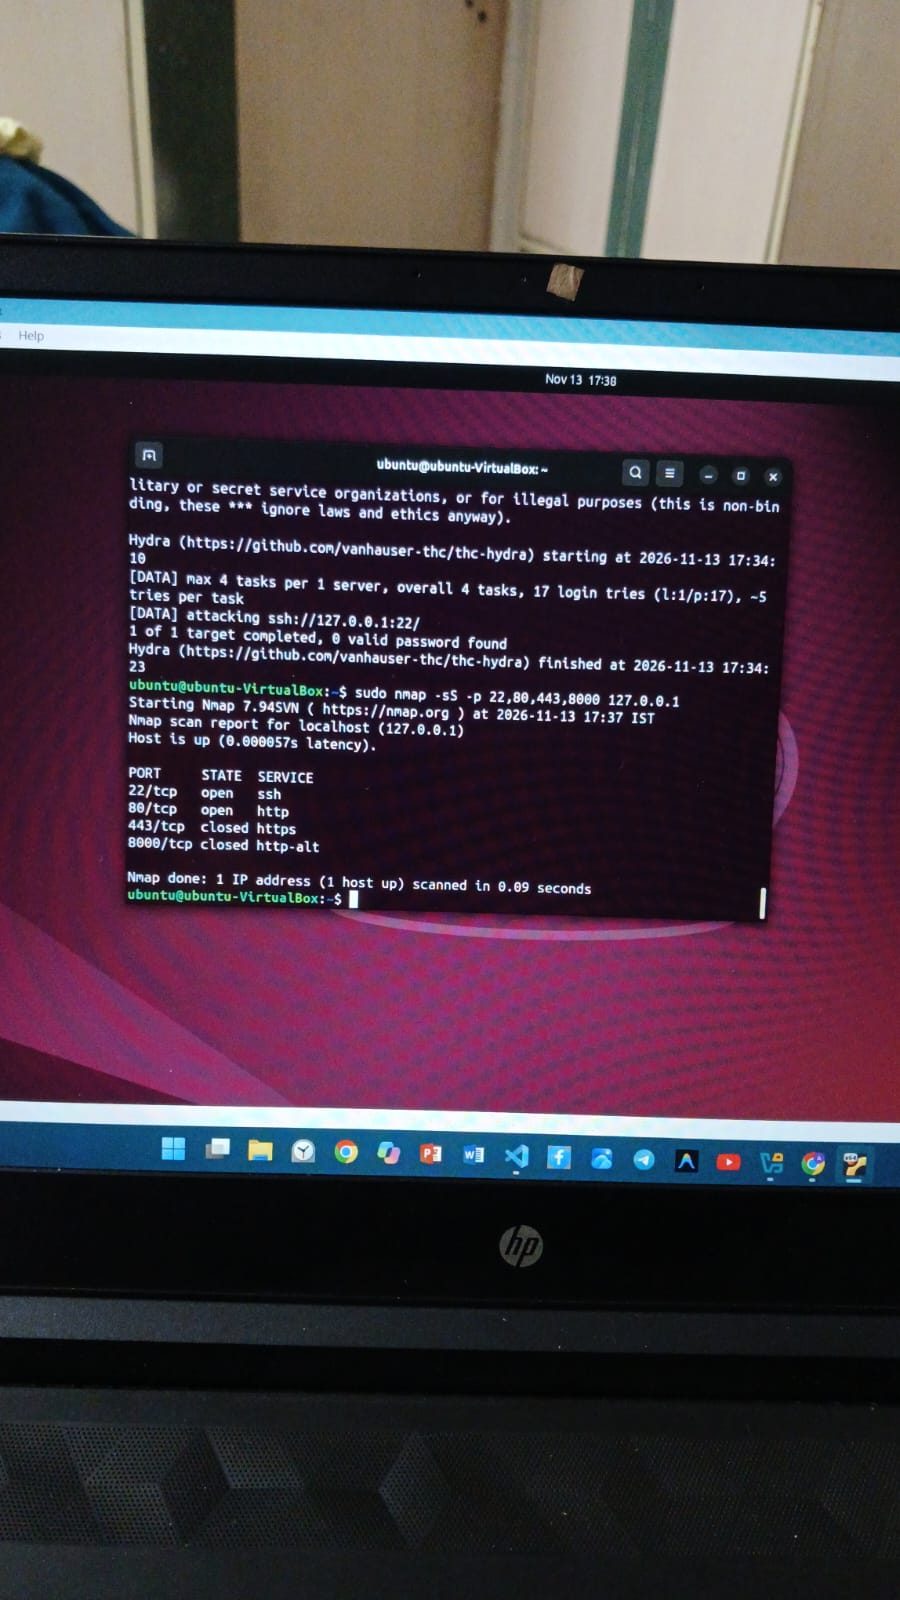 Help
Nov 13 17:38
ubuntu@ubuntu-VirtualBox: ~
litary or secret service organizations, or for illegal purposes (this is non-bin
ding, these *** ignore laws and ethics anyway).
Hydra (https://github.com/vanhauser-thc/thc-hydra) starting at 2026-11-13 17:34:
10
[DATA] max 4 tasks per 1 server, overall 4 tasks, 17 login tries (l:1/p:17), ~5
tries per task
[DATA] attacking ssh://127.0.0.1:22/
1 of 1 target completed, 0 valid password found
Hydra (https://github.com/vanhauser-thc/thc-hydra) finished at 2026-11-13 17:34:
23
ubuntu@ubuntu-VirtualBox:~$ sudo nmap -sS -p 22,80,443,8000 127.0.0.1
Starting Nmap 7.94SVN ( https://nmap.org ) at 2026-11-13 17:37 IST
Nmap scan report for localhost (127.0.0.1)
Host is up (0.000057s latency).
PORT     STATE  SERVICE
22/tcp   open   ssh
80/tcp   open   http
443/tcp  closed https
8000/tcp closed http-alt
Nmap done: 1 IP address (1 host up) scanned in 0.09 seconds
ubuntu@ubuntu-VirtualBox:~$
hp